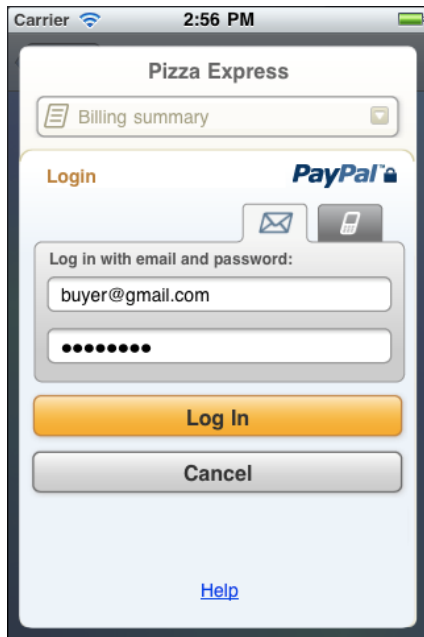 Carrier 2:56 PM
Pizza Express
Billing summary
Login PayPal™
Log in with email and password:
buyer@gmail.com
••••••••
Log In
Cancel
Help